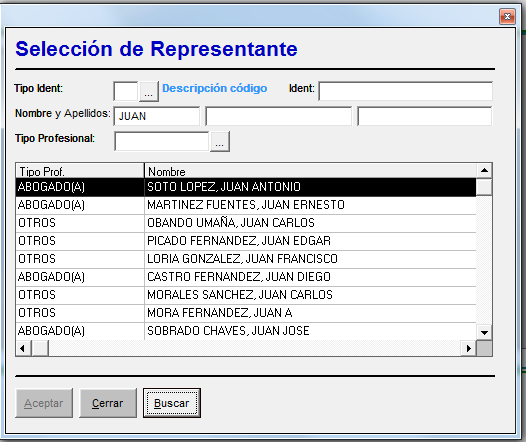 Selección de Representante
Tipo Ident: ... Descripción código Ident:
Nombre y Apellidos: JUAN
Tipo Profesional: ...
Tipo Prof. Nombre
ABOGADO(A) SOTO LOPEZ, JUAN ANTONIO
ABOGADO(A) MARTINEZ FUENTES, JUAN ERNESTO
OTROS OBANDO UMAÑA, JUAN CARLOS
OTROS PICADO FERNANDEZ, JUAN EDGAR
OTROS LORIA GONZALEZ, JUAN FRANCISCO
ABOGADO(A) CASTRO FERNANDEZ, JUAN DIEGO
OTROS MORALES SANCHEZ, JUAN CARLOS
OTROS MORA FERNANDEZ, JUAN A
ABOGADO(A) SOBRADO CHAVES, JUAN JOSE
Aceptar Cerrar Buscar